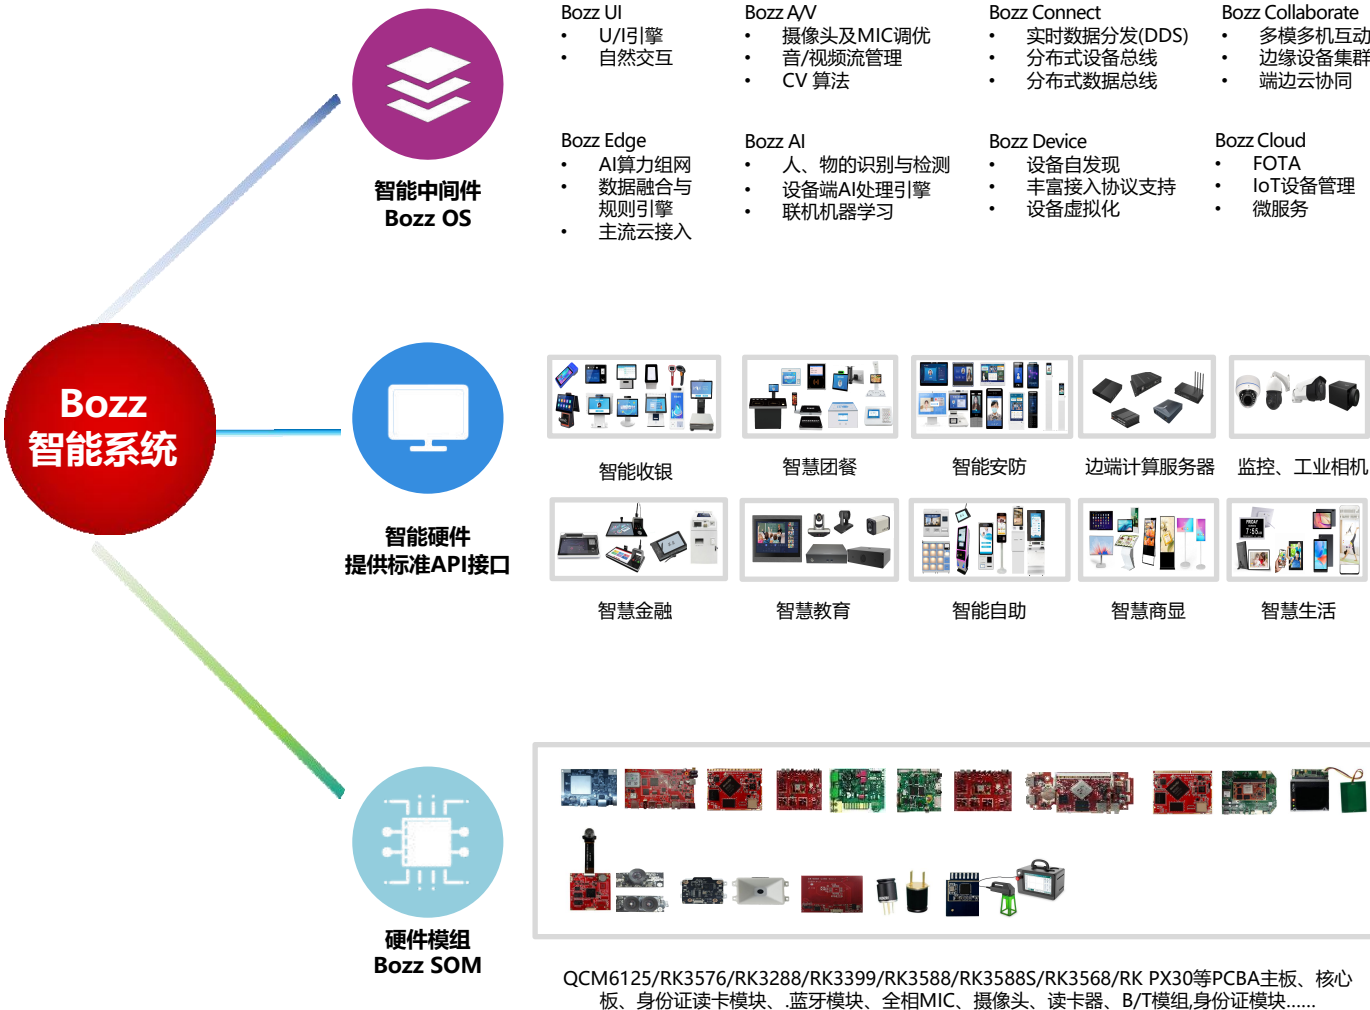 Bozz UI
• U/I引擎
• 自然交互
Bozz A/V
• 摄像头及MIC调优
• 音/视频流管理
• CV 算法
Bozz Connect
• 实时数据分发(DDS)
• 分布式设备总线
• 分布式数据总线
Bozz Collaborate
• 多模多机互动
• 边缘设备集群
• 端边云协同
Bozz Edge
• AI算力组网
• 数据融合与
规则引擎
• 主流云接入
Bozz AI
• 人、物的识别与检测
• 设备端AI处理引擎
• 联机机器学习
Bozz Device
• 设备自发现
• 丰富接入协议支持
• 设备虚拟化
Bozz Cloud
• FOTA
• IoT设备管理
• 微服务
智能中间件
Bozz OS
Bozz
智能系统
智能硬件
提供标准API接口
智能收银
智慧团餐
智能安防
边端计算服务器
监控、工业相机
智慧金融
智慧教育
智能自助
智慧商显
智慧生活
FRIDAY
7:55
硬件模组
Bozz SOM
QCM6125/RK3576/RK3288/RK3399/RK3588/RK3588S/RK3568/RK PX30等PCBA主板、核心
板、身份证读卡模块、.蓝牙模块、全相MIC、摄像头、读卡器、B/T模组,身份证模块......